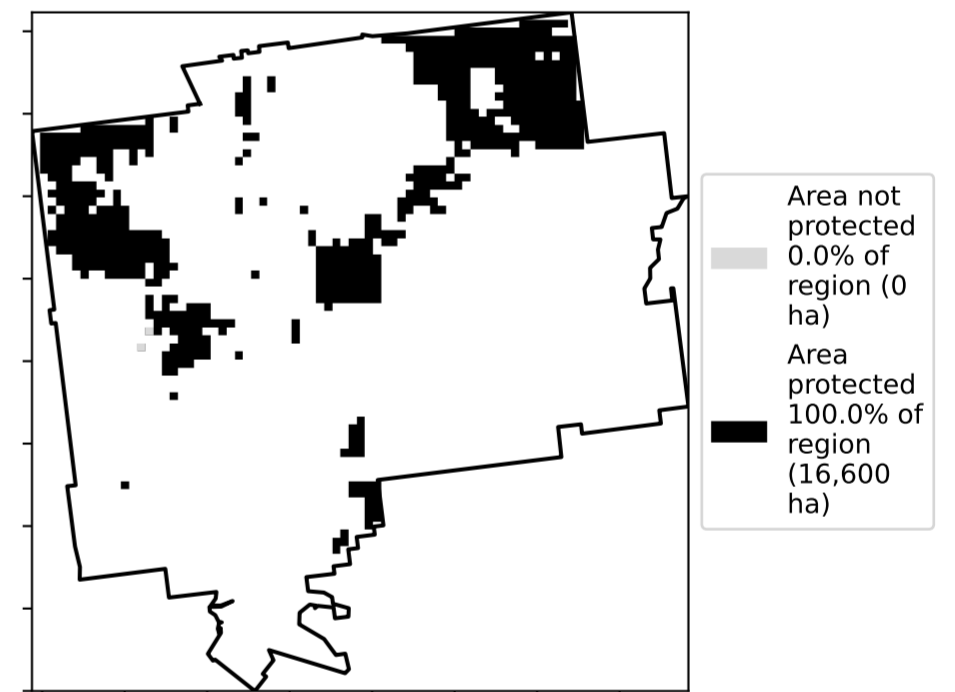 Area not
protected
0.0% of
region (0
ha)
Area
protected
100.0% of
region
(16,600
ha)